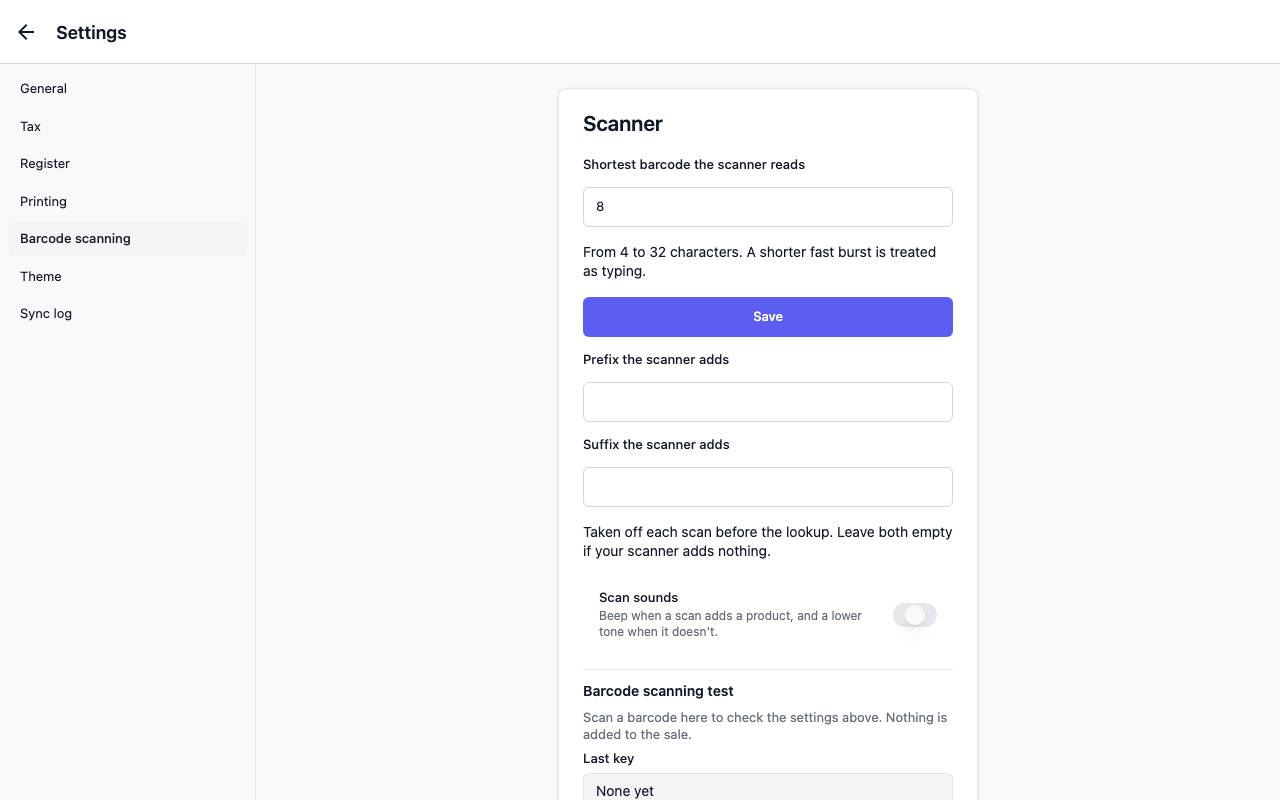 Settings
General
Tax
Register
Printing
Barcode scanning
Theme
Sync log
Scanner
Shortest barcode the scanner reads
8
From 4 to 32 characters. A shorter fast burst is treated
as typing.
Save
Prefix the scanner adds
Suffix the scanner adds
Taken off each scan before the lookup. Leave both empty
if your scanner adds nothing.
Scan sounds
Beep when a scan adds a product, and a lower
tone when it doesn't.
Barcode scanning test
Scan a barcode here to check the settings above. Nothing is
added to the sale.
Last key
None yet